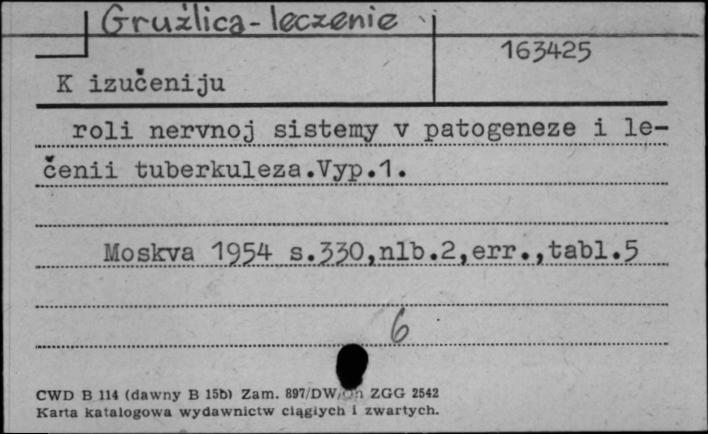 Gruźlica - leczenie
163425
K izučeniju
roli nervnoj sistemy v patogeneze i le-
čenii tuberkuleza.Vyp.1.
Moskva 1954 s.330,nlb.2,err.,tabl.5
6
CWD B 114 (dawny B 15b) Zam. 897/DW/ ZGG 2542
Karta katalogowa wydawnictw ciągłych i zwartych.